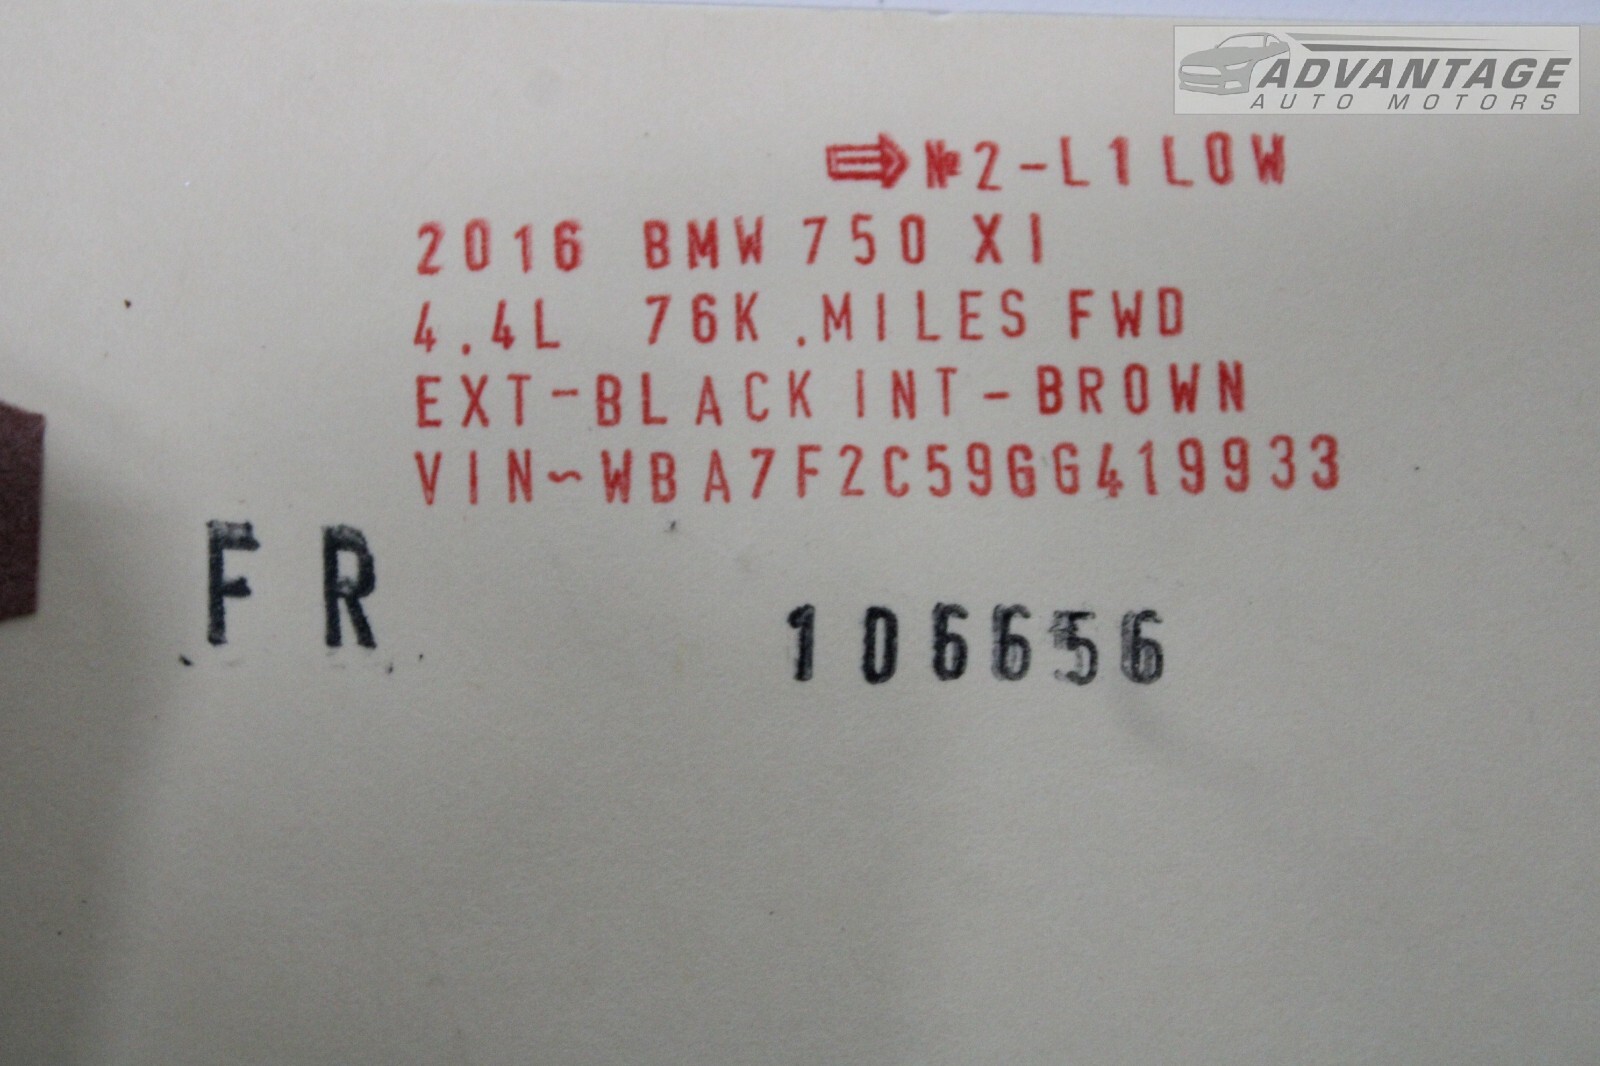 ADVANTAGE
AUTO MOTORS
№2-L1 LOW
2016 BMW 750 XI
4.4L 76K .MILES FWD
EXT-BLACK INT-BROWN
VIN~WBA7F2C596G419933
FR
106656